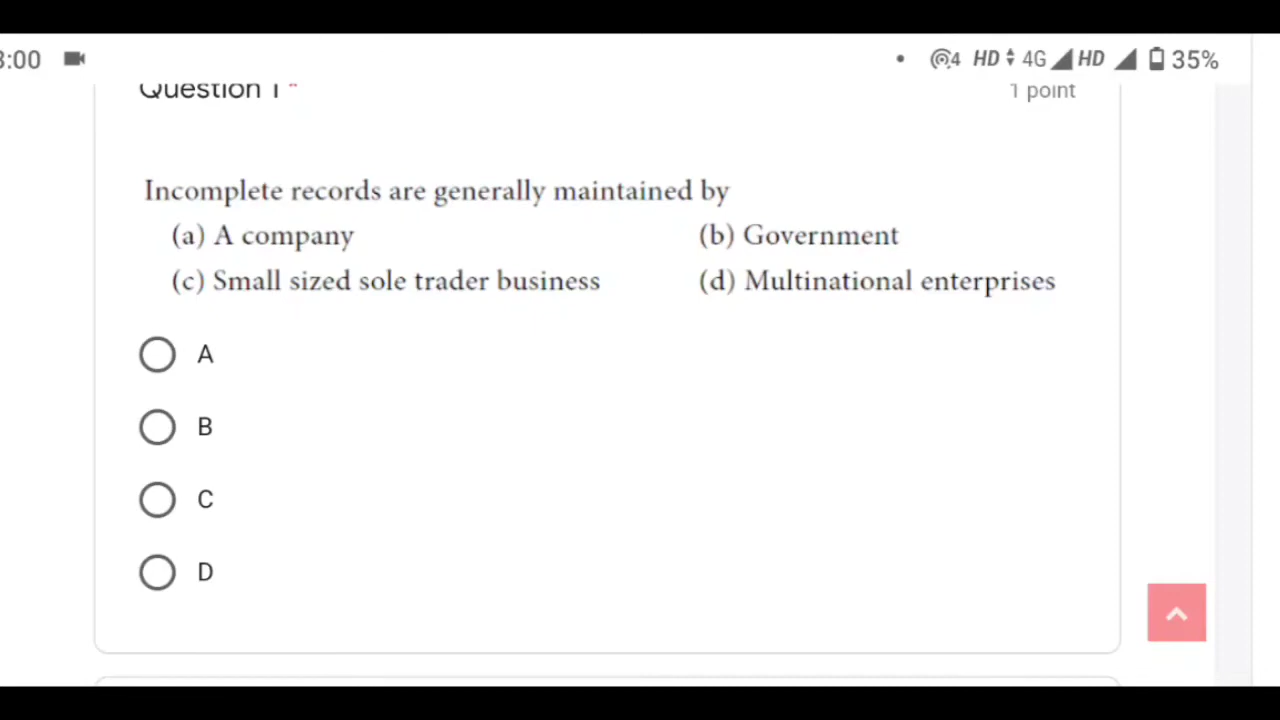 :00 4 HD 4G HD 35%
Question 1 * 1 point
Incomplete records are generally maintained by
(a) A company (b) Government
(c) Small sized sole trader business (d) Multinational enterprises
A
B
C
D